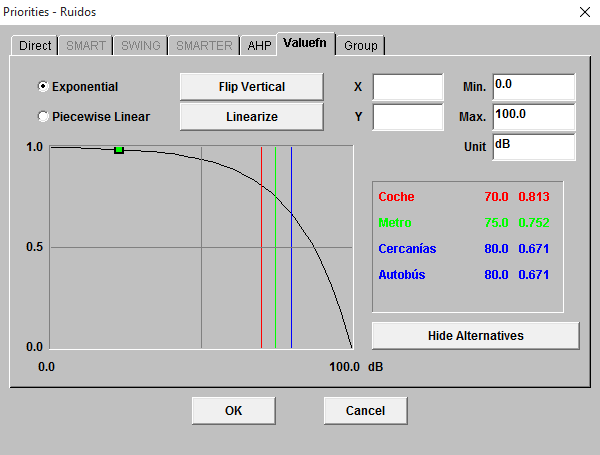 Priorities - Ruidos
Direct SMART SWING SMARTER AHP Valuefn Group
Exponential Flip Vertical X Min. 0.0
Piecewise Linear Linearize Y Max. 100.0
Unit dB
1.0
0.5
0.0
0.0 100.0 dB
Coche 70.0 0.813
Metro 75.0 0.752
Cercanías 80.0 0.671
Autobús 80.0 0.671
Hide Alternatives
OK Cancel